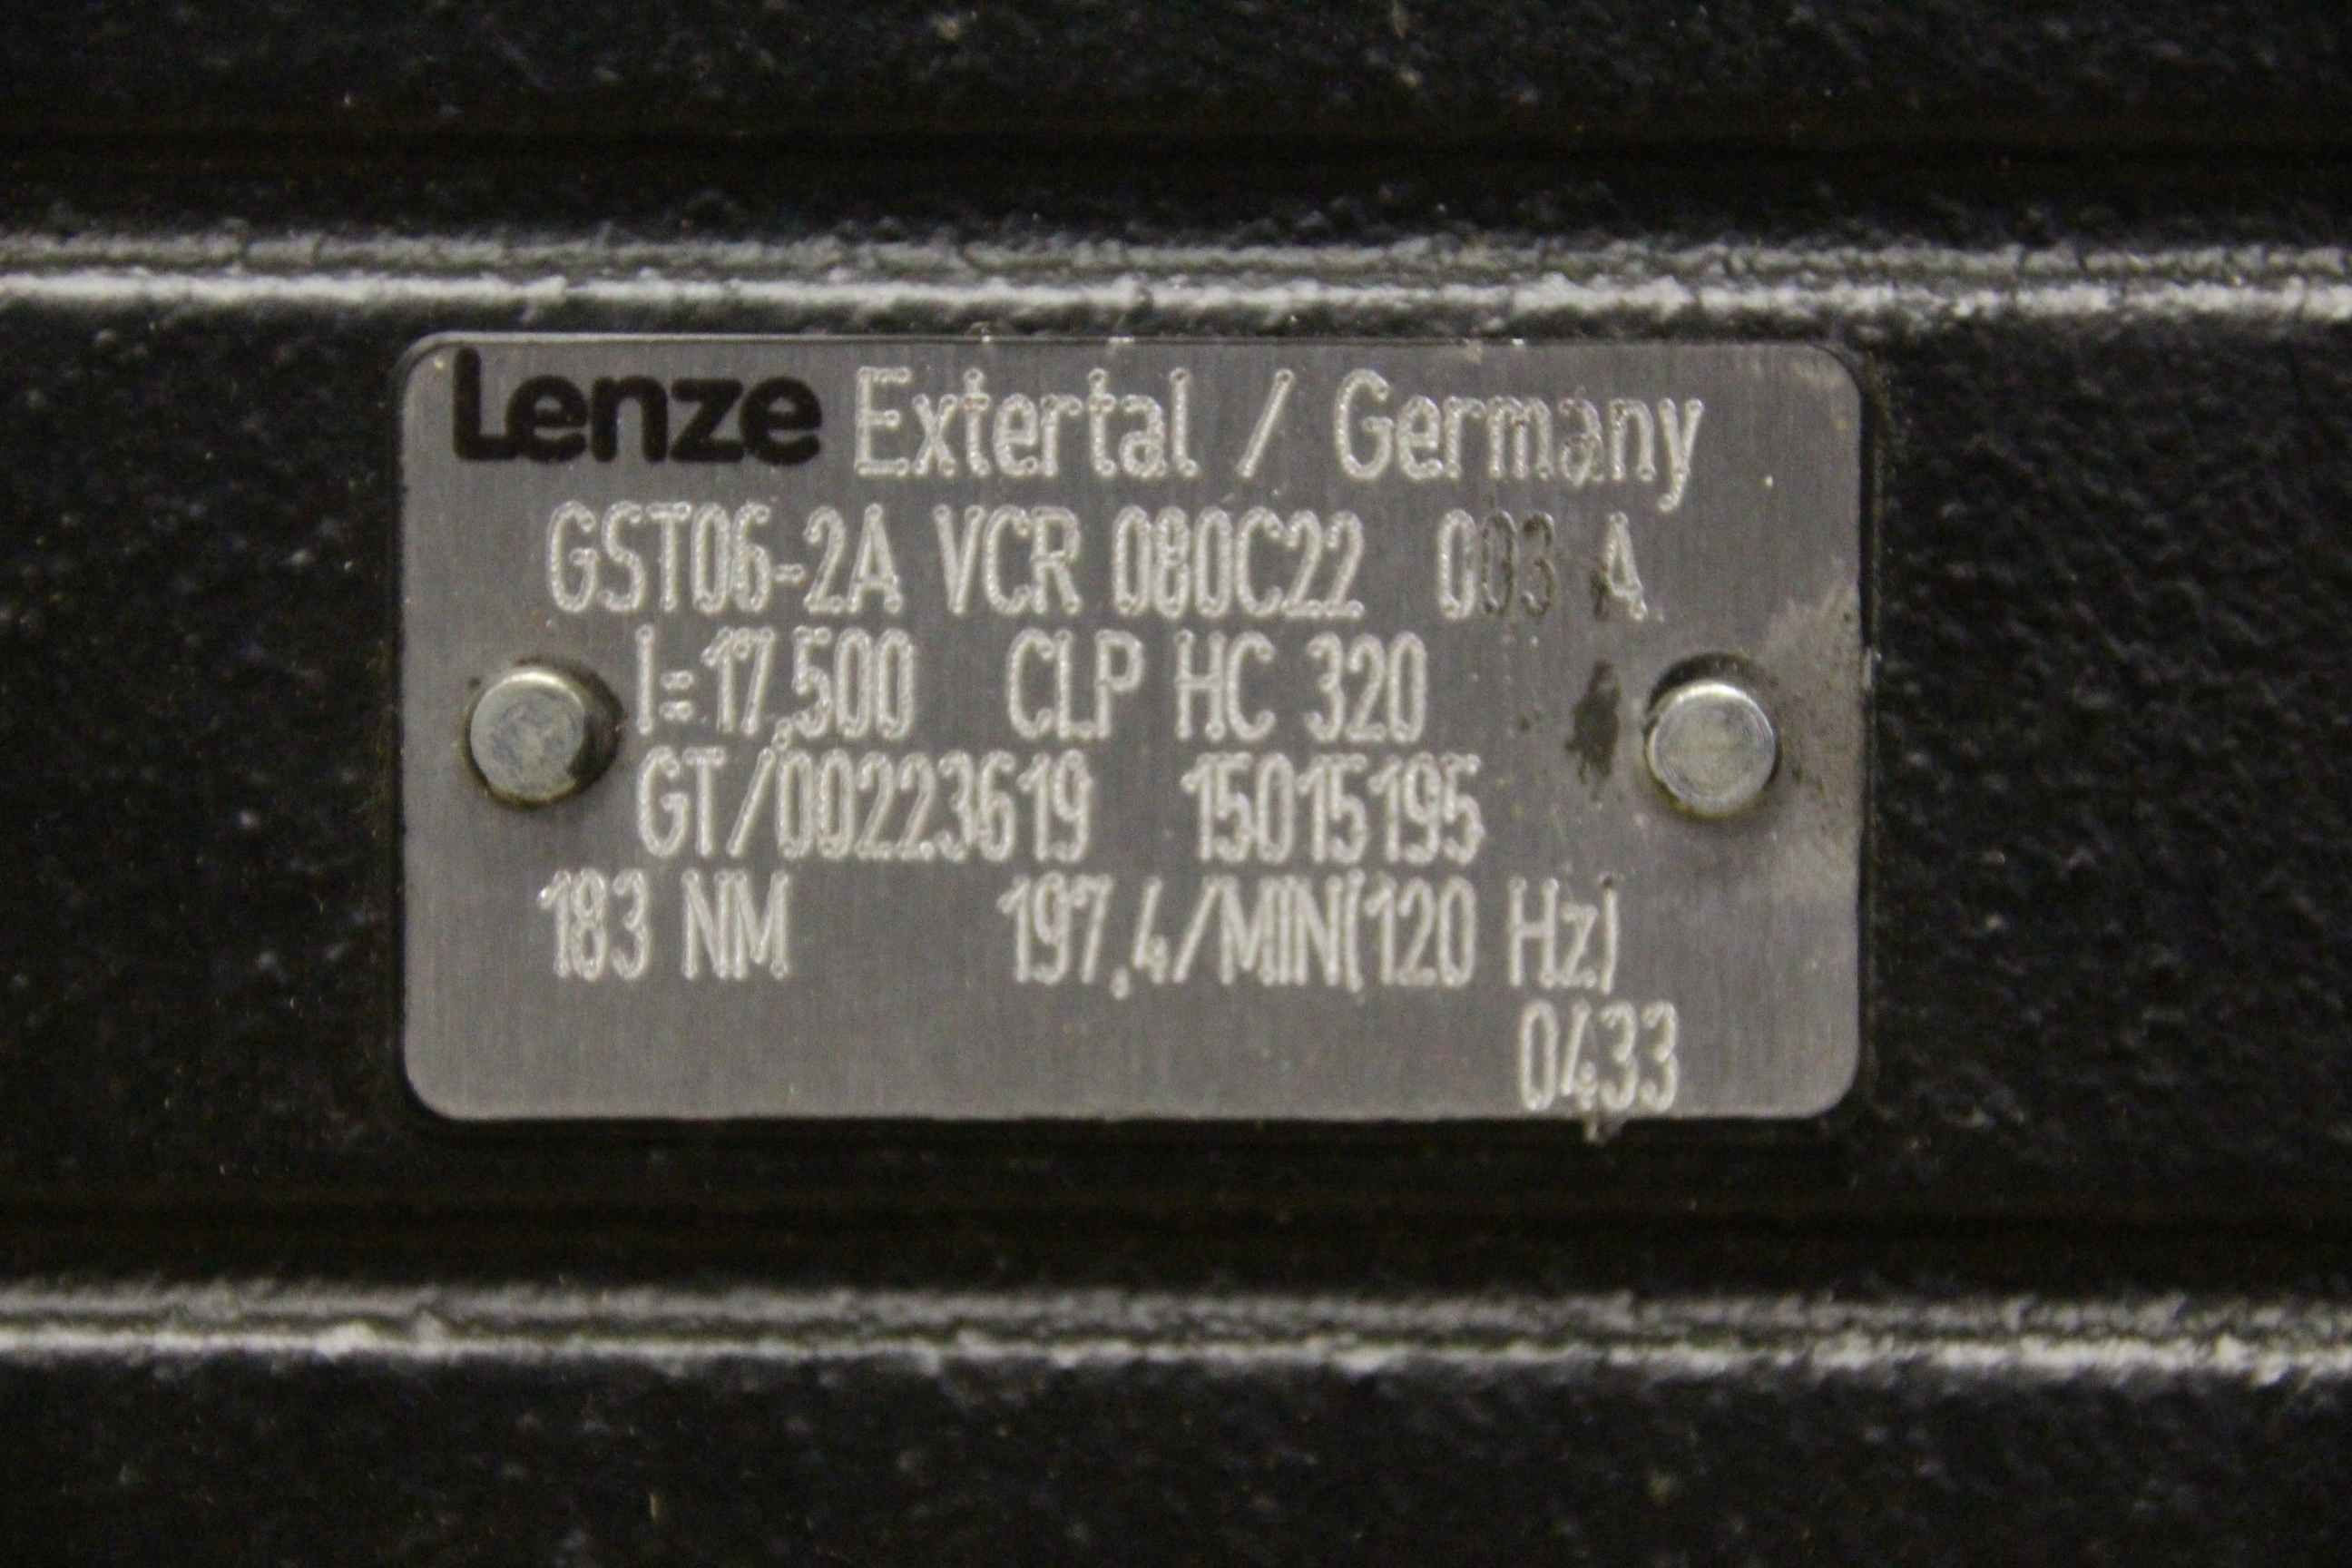 Lenze Extertal / Germany
GST06-2A VCR 080C22 003 A
I=17,500 CLP HC 320
GT/00223619 15015195
183 NM 197,4/MIN(120 Hz)
0433